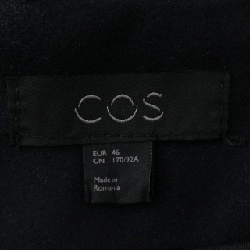 COS
EUR 46
CN 170/92A
Made in
Romania